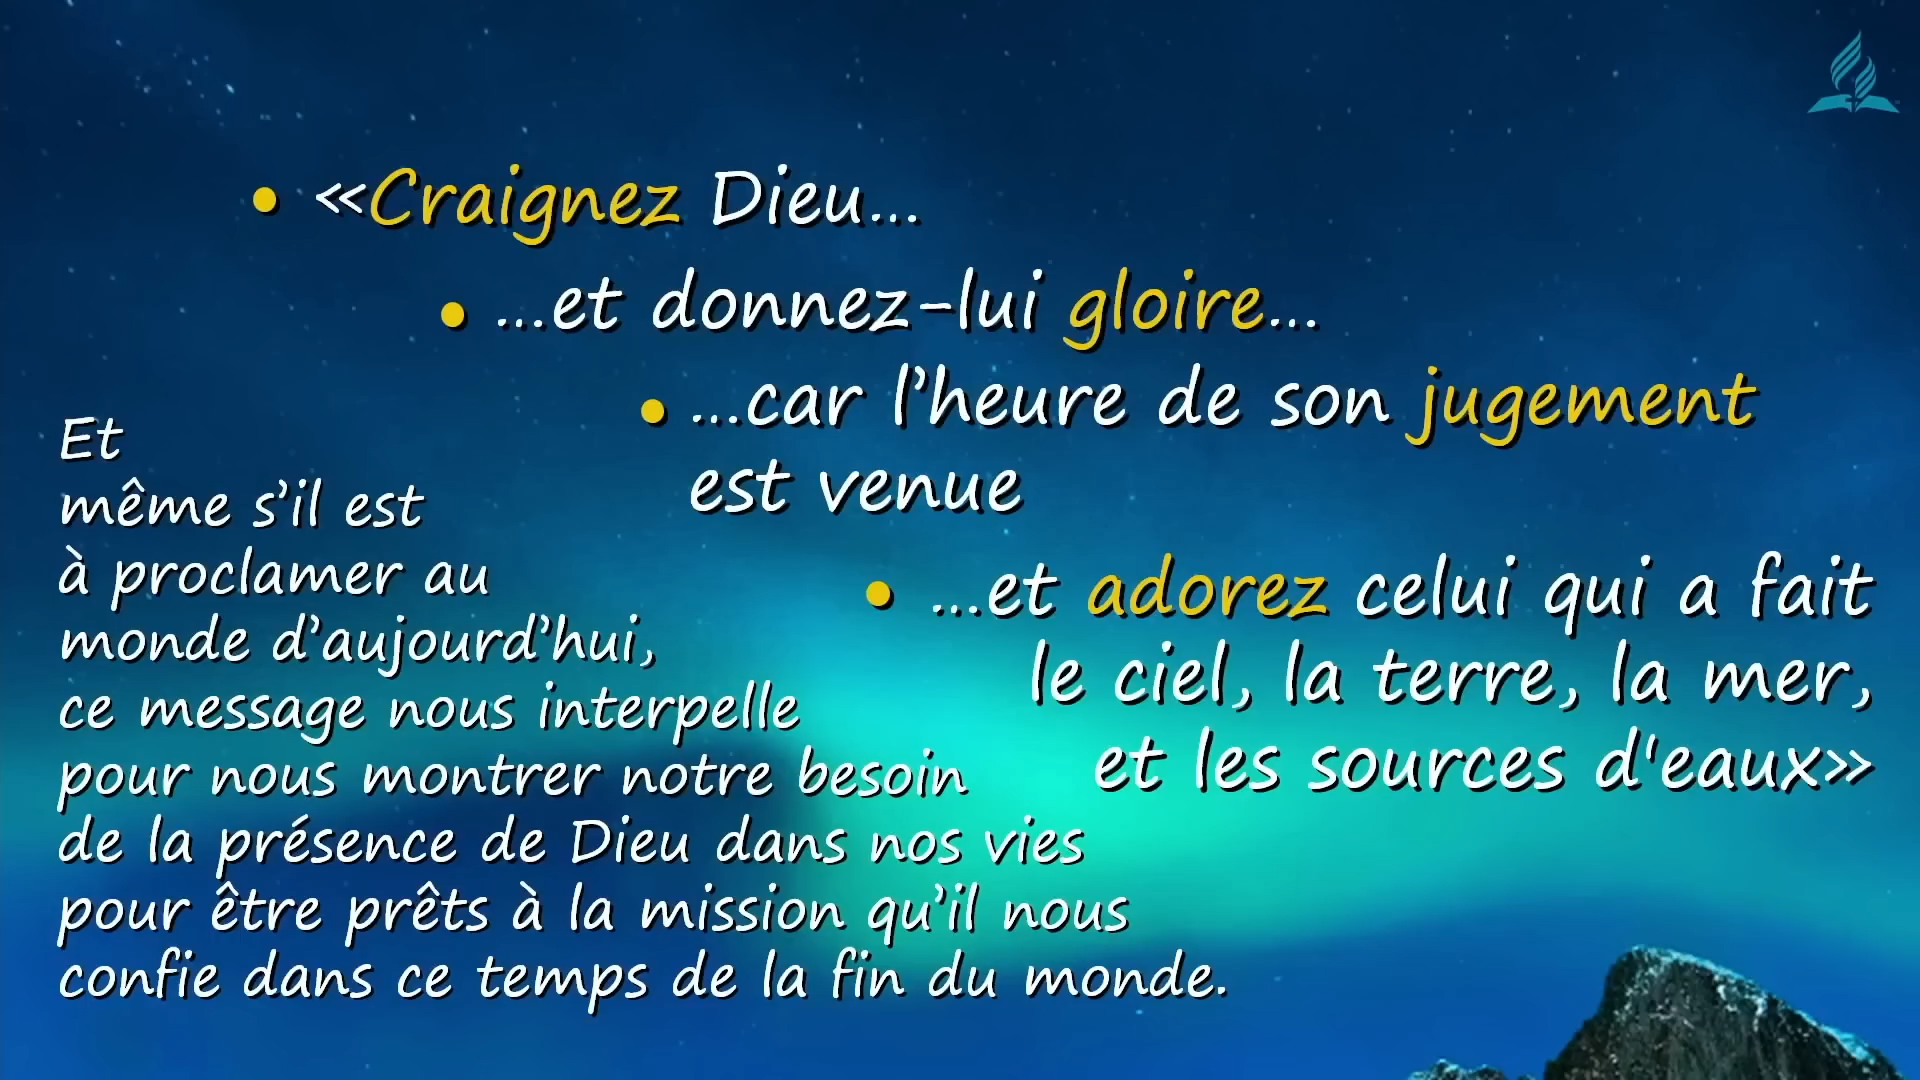 • «Craignez Dieu...
• ...et donnez-lui gloire...
• ...car l’heure de son jugement
est venue
• ...et adorez celui qui a fait
le ciel, la terre, la mer,
et les sources d'eaux»
Et
même s’il est
à proclamer au
monde d’aujourd’hui,
ce message nous interpelle
pour nous montrer notre besoin
de la présence de Dieu dans nos vies
pour être prêts à la mission qu’il nous
confie dans ce temps de la fin du monde.